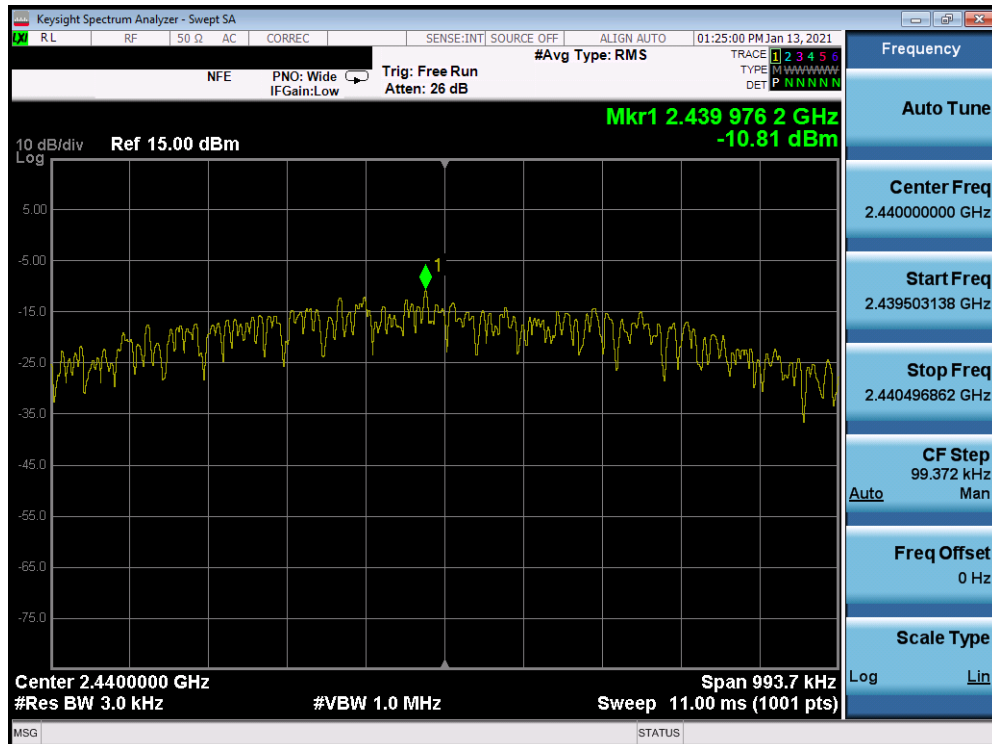 Keysight Spectrum Analyzer - Swept SA
LXI RL RF 50 Ω AC CORREC SENSE:INT SOURCE OFF ALIGN AUTO 01:25:00 PM Jan 13, 2021
#Avg Type: RMS
TRACE 1 2 3 4 5 6
TYPE M W W W W W
DET P N N N N N
NFE PNO: Wide Trig: Free Run
IFGain:Low Atten: 26 dB
Mkr1 2.439 976 2 GHz
-10.81 dBm
10 dB/div Ref 15.00 dBm
Log
5.00
-5.00
1
-15.0
-25.0
-35.0
-45.0
-55.0
-65.0
-75.0
Center 2.4400000 GHz Span 993.7 kHz
#Res BW 3.0 kHz #VBW 1.0 MHz Sweep 11.00 ms (1001 pts)
MSG STATUS
Frequency
Auto Tune
Center Freq
2.440000000 GHz
Start Freq
2.439503138 GHz
Stop Freq
2.440496862 GHz
CF Step
99.372 kHz
Auto Man
Freq Offset
0 Hz
Scale Type
Log Lin